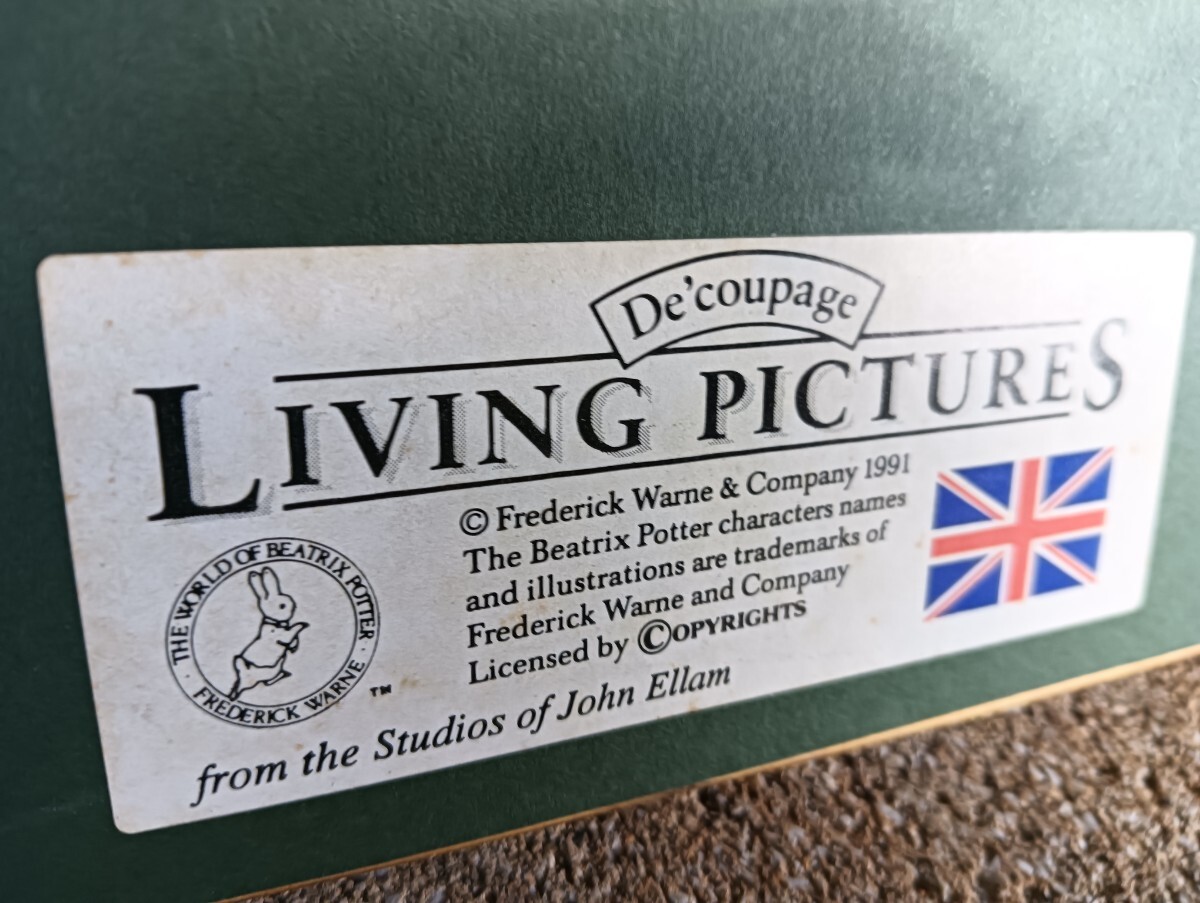 De'coupage
LIVING PICTURES
© Frederick Warne & Company 1991
The Beatrix Potter characters names
and illustrations are trademarks of
Frederick Warne and Company
Licensed by ©OPYRIGHTS
THE WORLD OF BEATRIX POTTER
· FREDERICK WARNE ·
TM
from the Studios of John Ellam